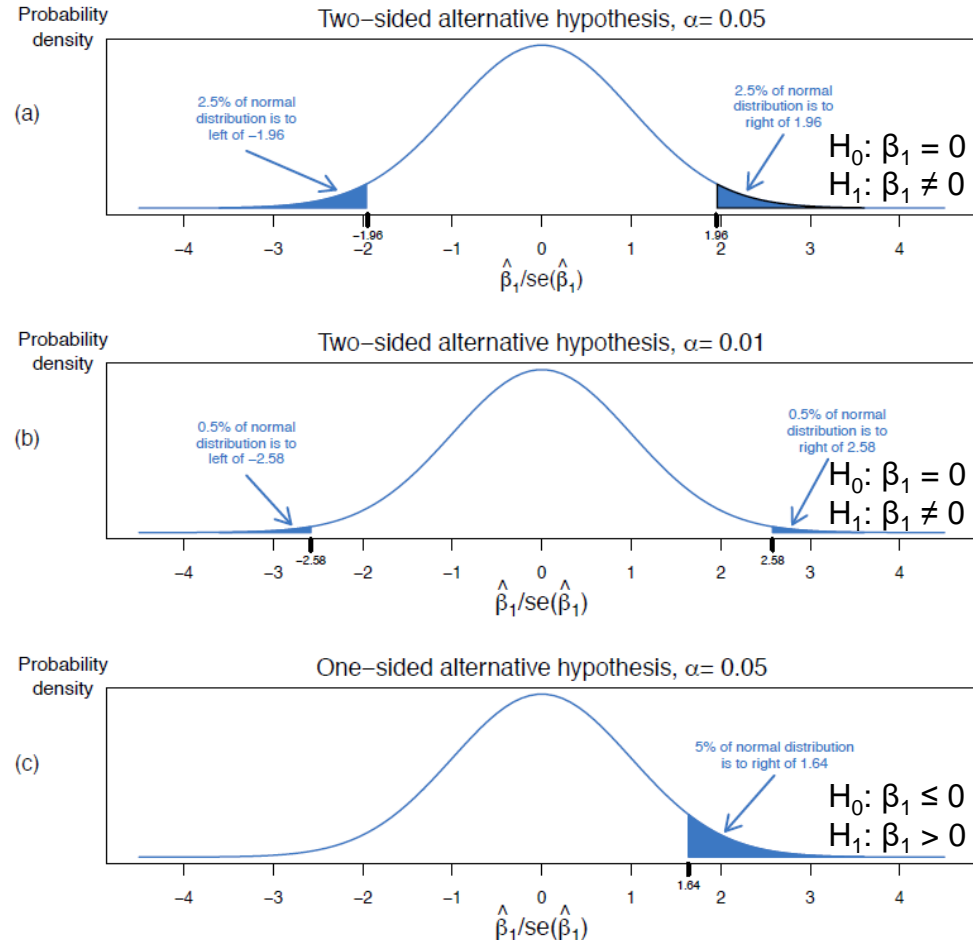 Probability
density
Two−sided alternative hypothesis, α= 0.05
(a)
2.5% of normal
distribution is to
left of −1.96
2.5% of normal
distribution is to
right of 1.96
H₀: β₁ = 0
H₁: β₁ ≠ 0
−1.96
1.96
−4 −3 −2 −1 0 1 2 3 4
β̂₁/se(β̂₁)
Probability
density
Two−sided alternative hypothesis, α= 0.01
(b)
0.5% of normal
distribution is to
left of −2.58
0.5% of normal
distribution is to
right of 2.58
H₀: β₁ = 0
H₁: β₁ ≠ 0
−2.58
2.58
−4 −3 −2 −1 0 1 2 3 4
β̂₁/se(β̂₁)
Probability
density
One−sided alternative hypothesis, α= 0.05
(c)
5% of normal distribution
is to right of 1.64
H₀: β₁ ≤ 0
H₁: β₁ > 0
1.64
−4 −3 −2 −1 0 1 2 3 4
β̂₁/se(β̂₁)